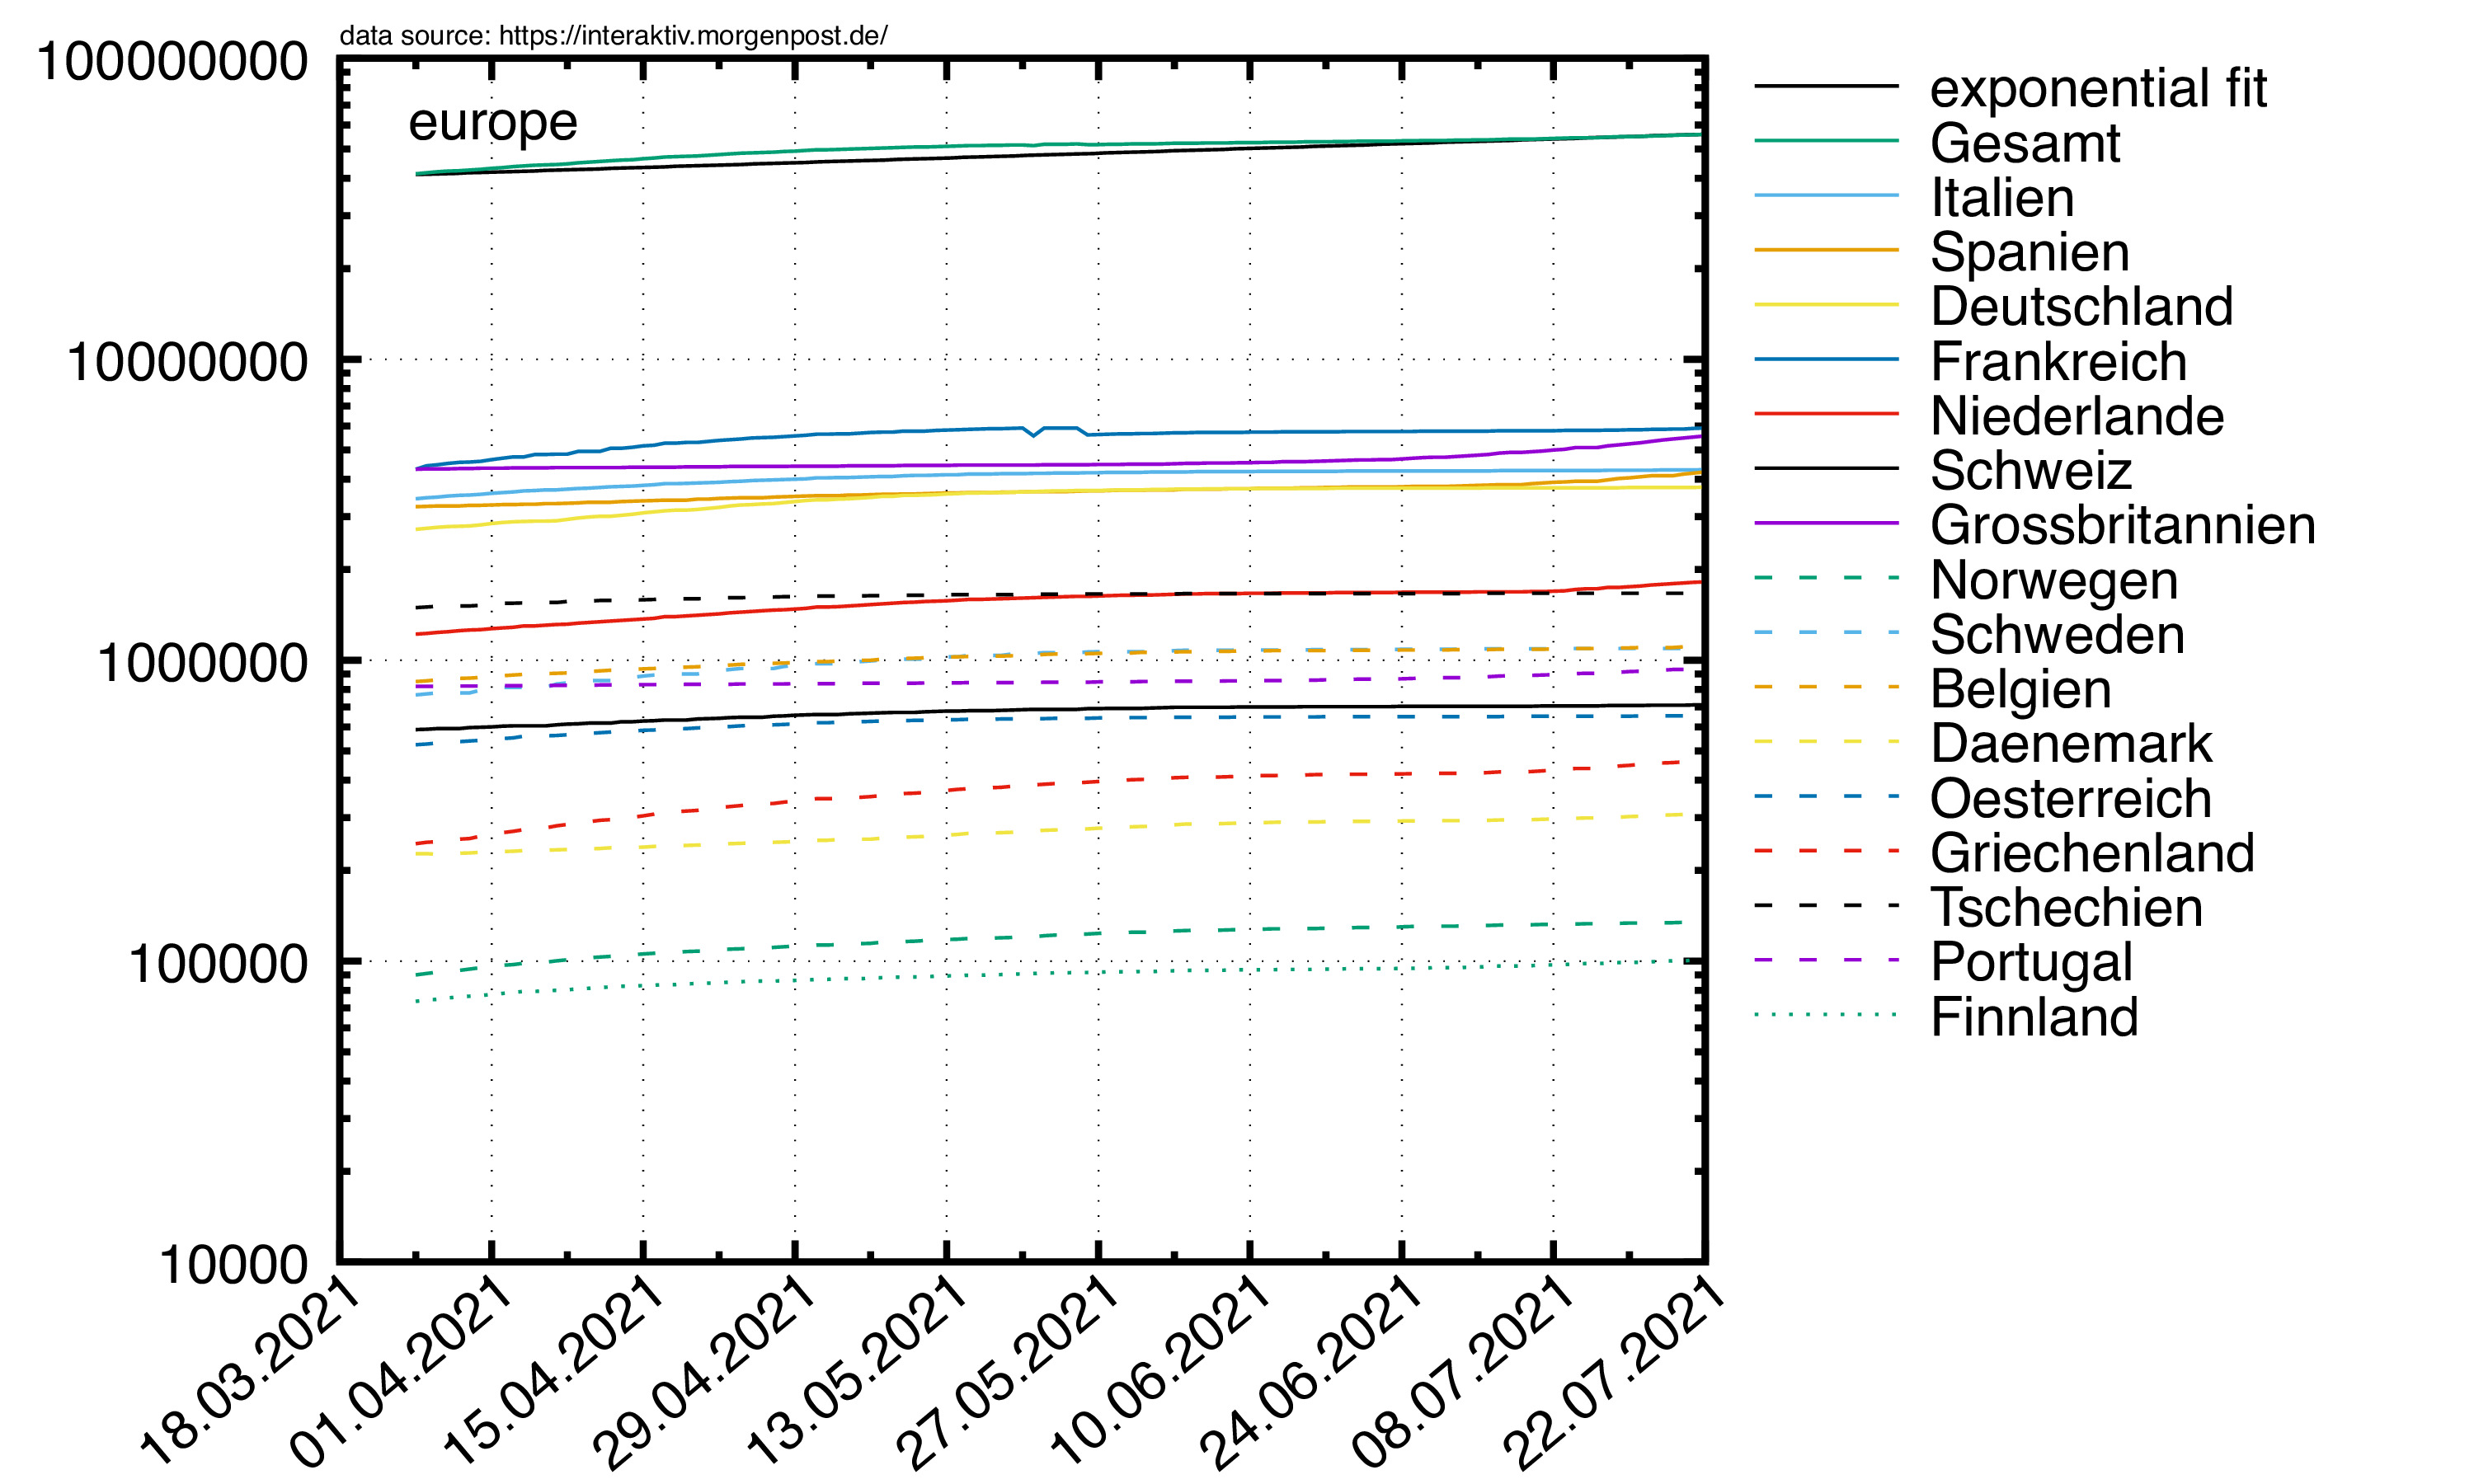 data source: https://interaktiv.morgenpost.de/
europe
100000000
10000000
1000000
100000
10000
18.03.2021
01.04.2021
15.04.2021
29.04.2021
13.05.2021
27.05.2021
10.06.2021
24.06.2021
08.07.2021
22.07.2021
exponential fit
Gesamt
Italien
Spanien
Deutschland
Frankreich
Niederlande
Schweiz
Grossbritannien
Norwegen
Schweden
Belgien
Daenemark
Oesterreich
Griechenland
Tschechien
Portugal
Finnland